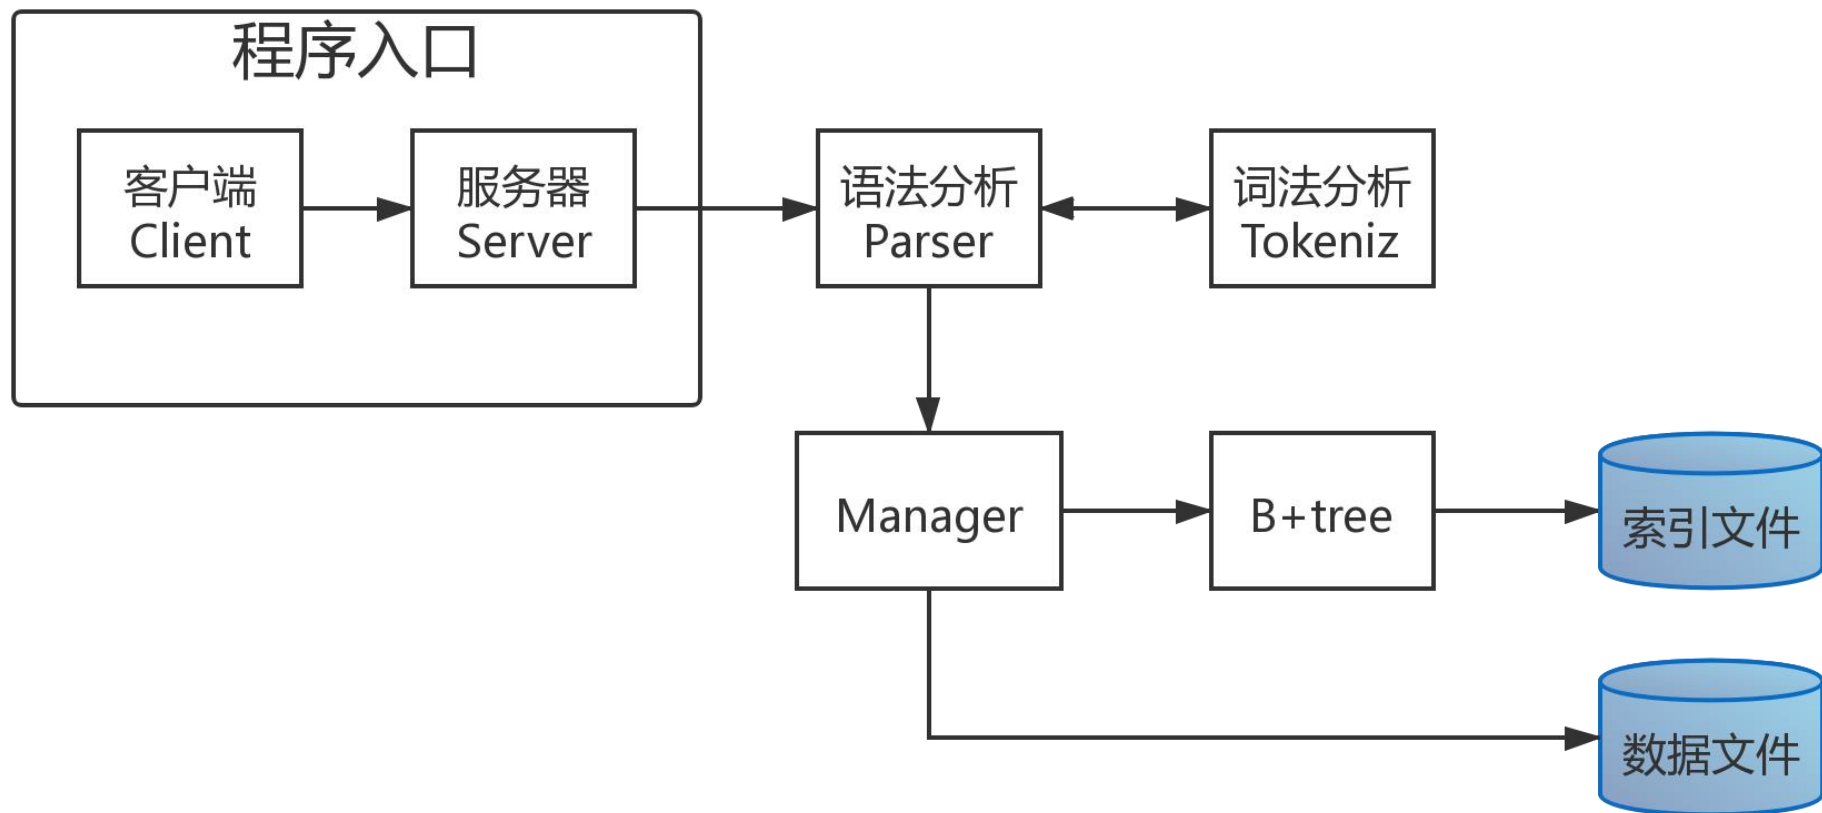 程序入口
客户端
Client
服务器
Server
语法分析
Parser
词法分析
Tokeniz
Manager
B+tree
索引文件
数据文件